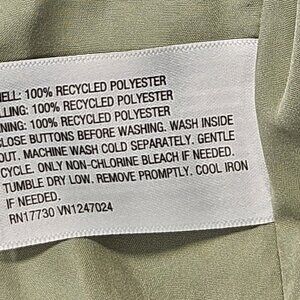 ELL: 100% RECYCLED POLYESTER
LLING: 100% RECYCLED POLYESTER
NING: 100% RECYCLED POLYESTER
CLOSE BUTTONS BEFORE WASHING. WASH INSIDE
OUT. MACHINE WASH COLD SEPARATELY. GENTLE
CYCLE. ONLY NON-CHLORINE BLEACH IF NEEDED.
TUMBLE DRY LOW. REMOVE PROMPTLY. COOL IRON
IF NEEDED.
RN17730 VN1247024